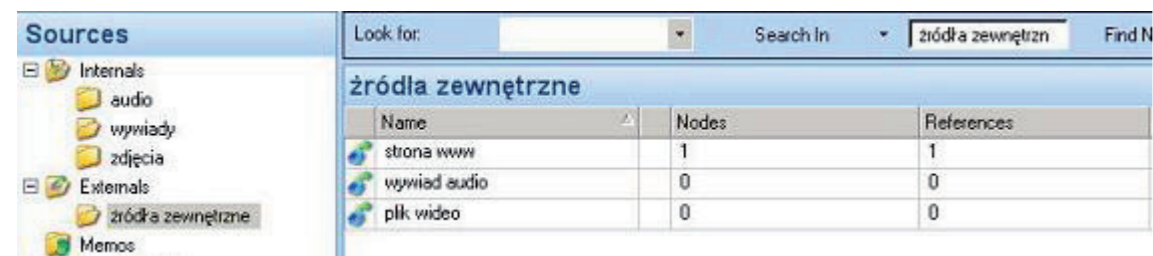 Sources
Internals
audio
wywiady
zdjęcia
Externals
źródła zewnętrzne
Memos
Look for:
Search In
źródła zewnętrzn
Find N
źródła zewnętrzne
Name Nodes References
strona www 1 1
wywiad audio 0 0
plik wideo 0 0